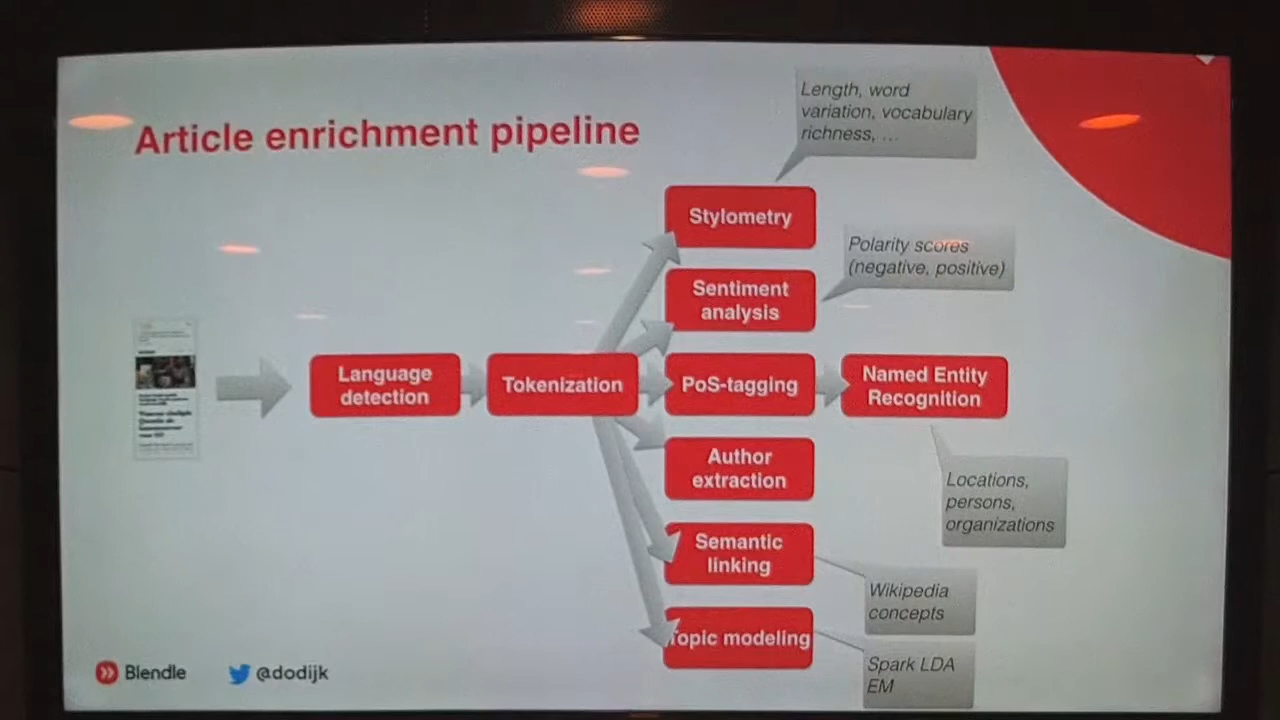 Article enrichment pipeline
Length, word
variation, vocabulary
richness, ...
Stylometry
Polarity scores
(negative, positive)
Sentiment
analysis
Language
detection
Tokenization
PoS-tagging
Named Entity
Recognition
Author
extraction
Locations,
persons,
organizations
Semantic
linking
Wikipedia
concepts
Topic modeling
Spark LDA
EM
Blendle
@dodijk